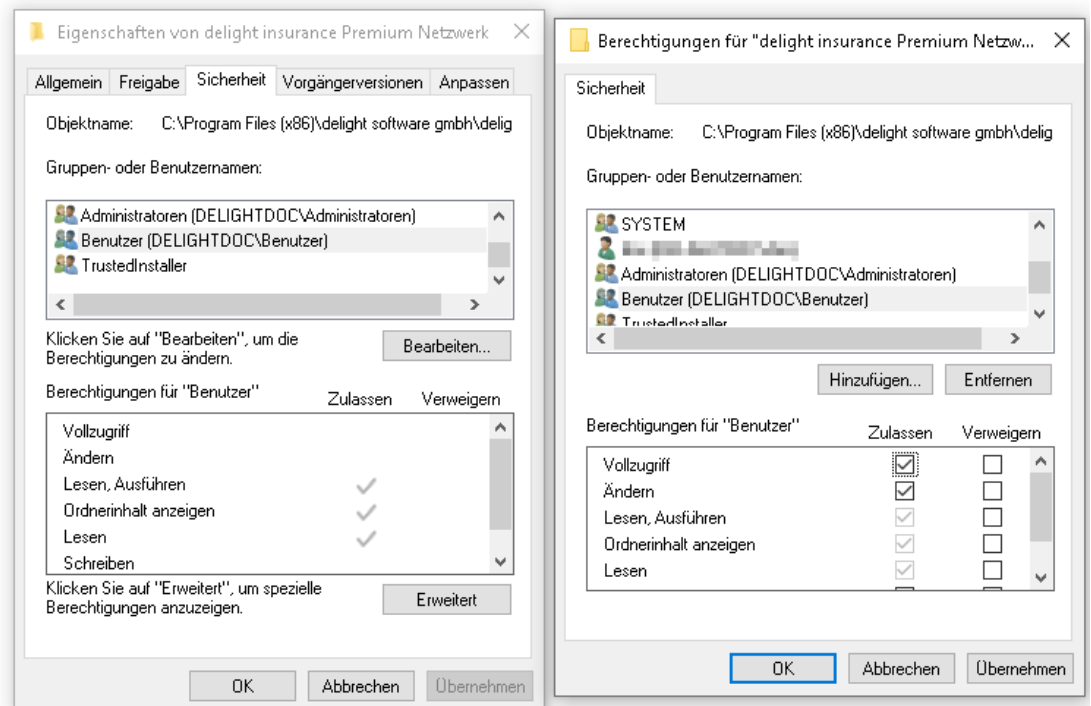 Eigenschaften von delight insurance Premium Netzwerk
Allgemein Freigabe Sicherheit Vorgängerversionen Anpassen
Objektname: C:\Program Files (x86)\delight software gmbh\delig
Gruppen- oder Benutzernamen:
Administratoren (DELIGHTDOC\Administratoren)
Benutzer (DELIGHTDOC\Benutzer)
TrustedInstaller
Klicken Sie auf "Bearbeiten", um die
Berechtigungen zu ändern.
Bearbeiten...
Berechtigungen für "Benutzer" Zulassen Verweigern
Vollzugriff
Ändern
Lesen, Ausführen
Ordnerinhalt anzeigen
Lesen
Schreiben
Klicken Sie auf "Erweitert", um spezielle
Berechtigungen anzuzeigen.
Erweitert
OK Abbrechen Übernehmen
Berechtigungen für "delight insurance Premium Netzw...
Sicherheit
Objektname: C:\Program Files (x86)\delight software gmbh\delig
Gruppen- oder Benutzernamen:
SYSTEM
Administratoren (DELIGHTDOC\Administratoren)
Benutzer (DELIGHTDOC\Benutzer)
TrustedInstaller
Hinzufügen... Entfernen
Berechtigungen für "Benutzer" Zulassen Verweigern
Vollzugriff
Ändern
Lesen, Ausführen
Ordnerinhalt anzeigen
Lesen
OK Abbrechen Übernehmen